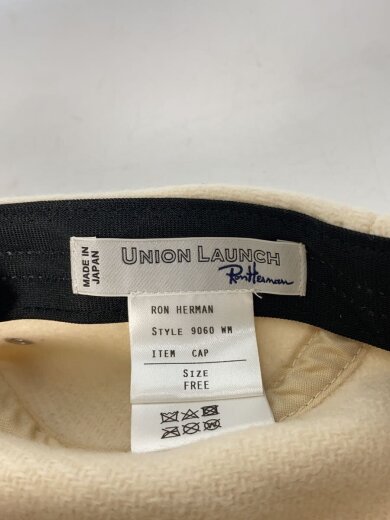 MADE IN
JAPAN
UNION LAUNCH
Ron Herman
RON HERMAN
STYLE 9060 WM
ITEM CAP
SIZE
FREE